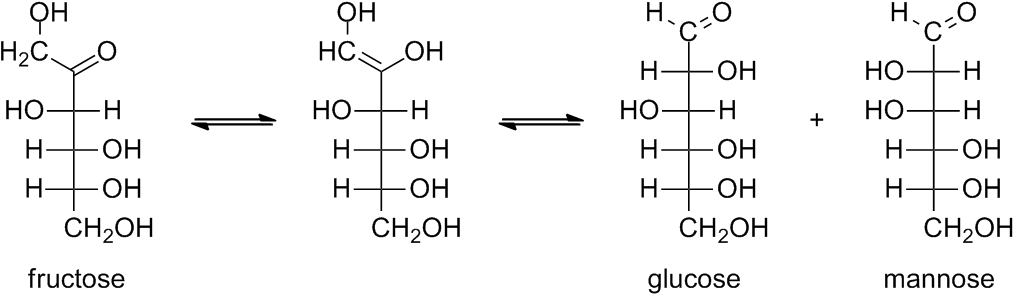 OH
H₂C O
HO H
H OH
H OH
CH₂OH
fructose
OH
HC OH
HO H
H OH
H OH
CH₂OH
H O
C
H OH
HO H
H OH
H OH
CH₂OH
glucose
+
H O
C
HO H
HO H
H OH
H OH
CH₂OH
mannose